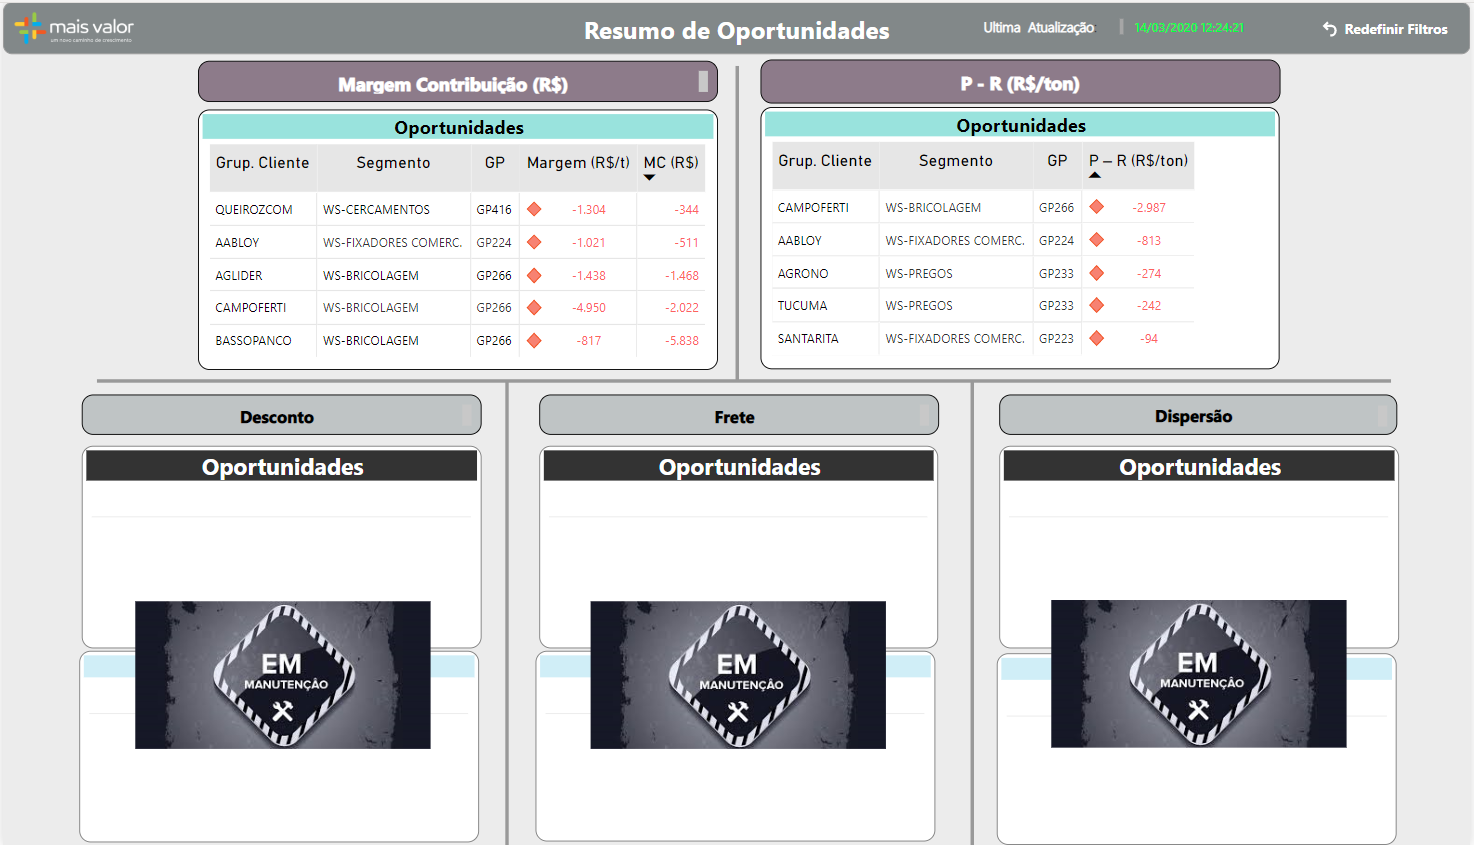 mais valor
um novo caminho de crescimento
Resumo de Oportunidades
Ultima Atualização
14/03/2020 12:24:21
Redefinir Filtros
Margem Contribuição (R$)
Oportunidades
Grup. Cliente Segmento GP Margem (R$/t) MC (R$)
QUEIROZCOM WS-CERCAMENTOS GP416 -1.304 -344
AABLOY WS-FIXADORES COMERC. GP224 -1.021 -511
AGLIDER WS-BRICOLAGEM GP266 -1.438 -1.468
CAMPOFERTI WS-BRICOLAGEM GP266 -4.950 -2.022
BASSOPANCO WS-BRICOLAGEM GP266 -817 -5.838
P - R (R$/ton)
Oportunidades
Grup. Cliente Segmento GP P – R (R$/ton)
CAMPOFERTI WS-BRICOLAGEM GP266 -2.987
AABLOY WS-FIXADORES COMERC. GP224 -813
AGRONO WS-PREGOS GP233 -274
TUCUMA WS-PREGOS GP233 -242
SANTARITA WS-FIXADORES COMERC. GP223 -94
Desconto
Oportunidades
EM
MANUTENÇÂO
Frete
Oportunidades
EM
MANUTENÇÂO
Dispersão
Oportunidades
EM
MANUTENÇÂO